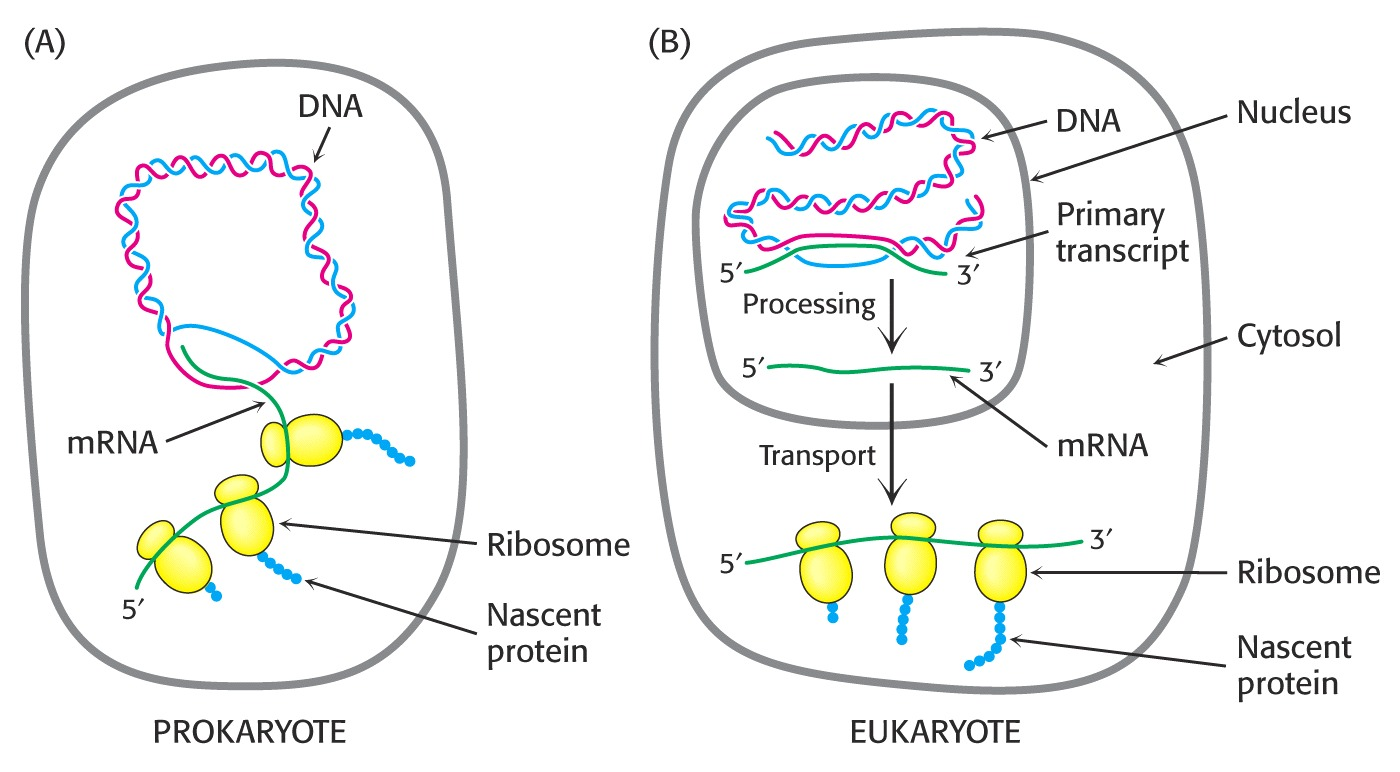 (A)
DNA
mRNA
Ribosome
Nascent
protein
5′
PROKARYOTE
(B)
DNA
Nucleus
Primary
transcript
5′
3′
Processing
Cytosol
5′
3′
mRNA
Transport
5′
3′
Ribosome
Nascent
protein
EUKARYOTE